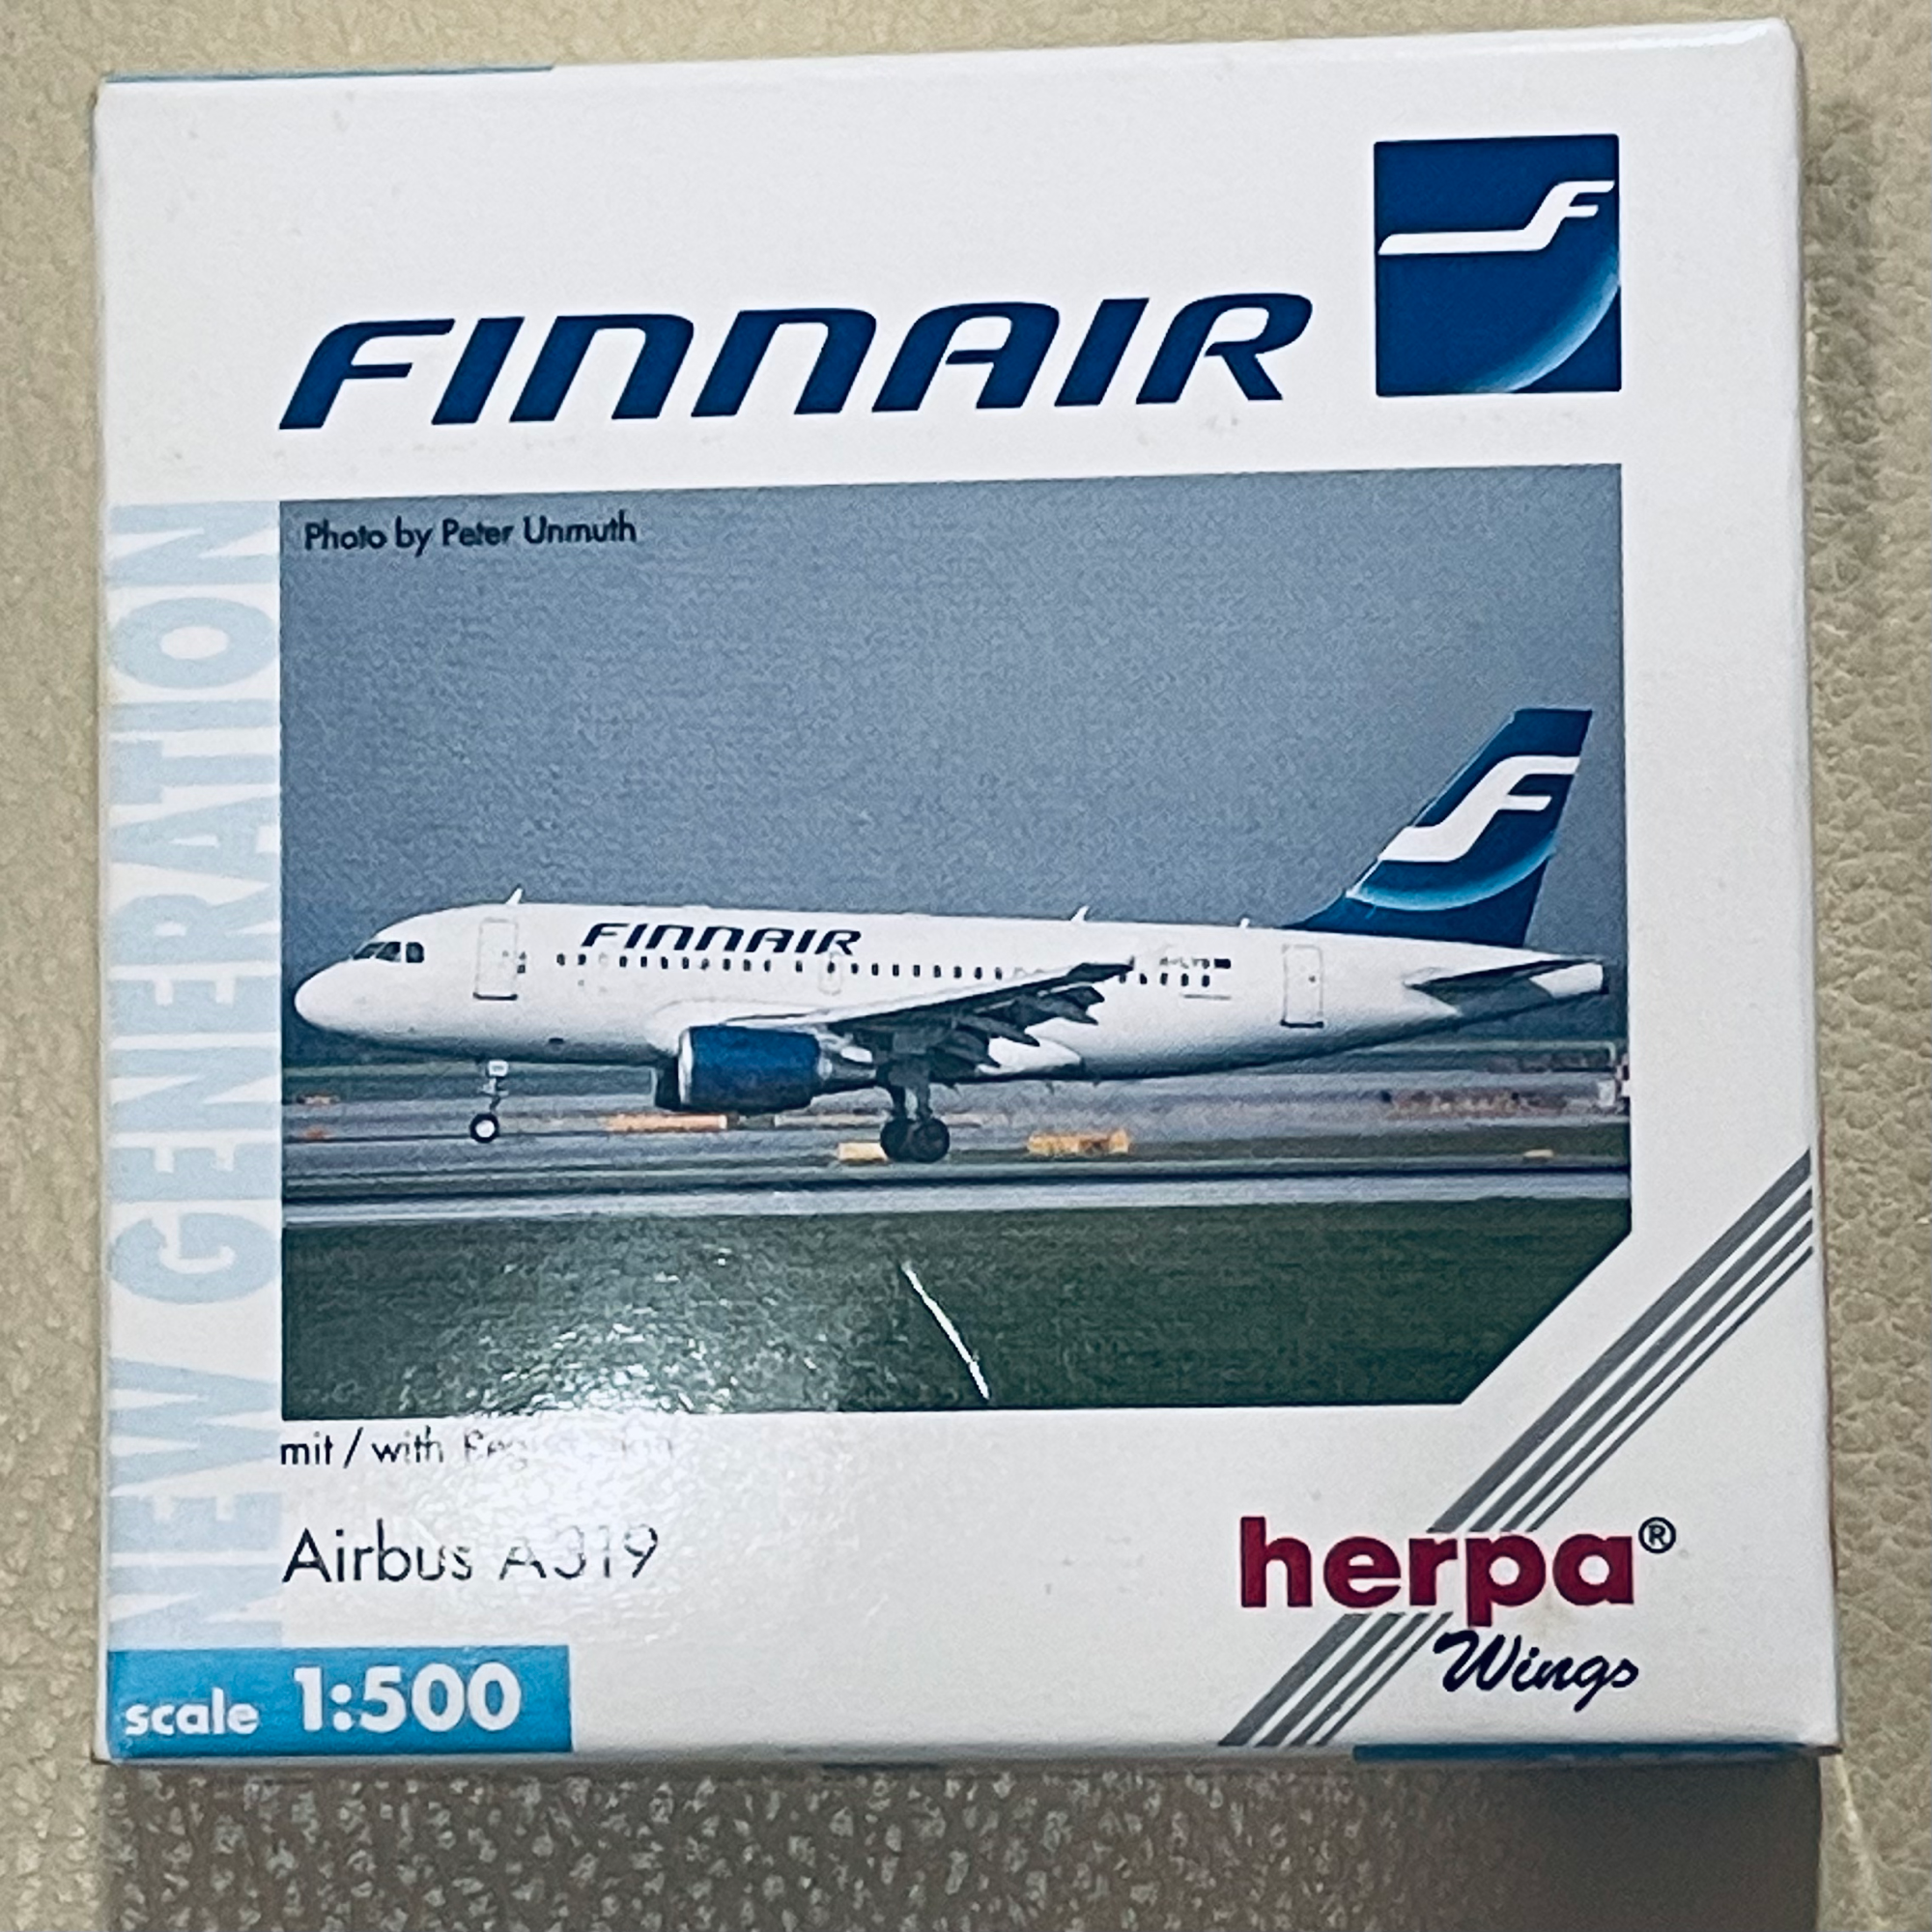 FINNAIR
F
Photo by Peter Unmuth
NEW GENERATION
F
FINNAIR
mit / with
Airbus A319
herpa®
Wings
scale 1:500